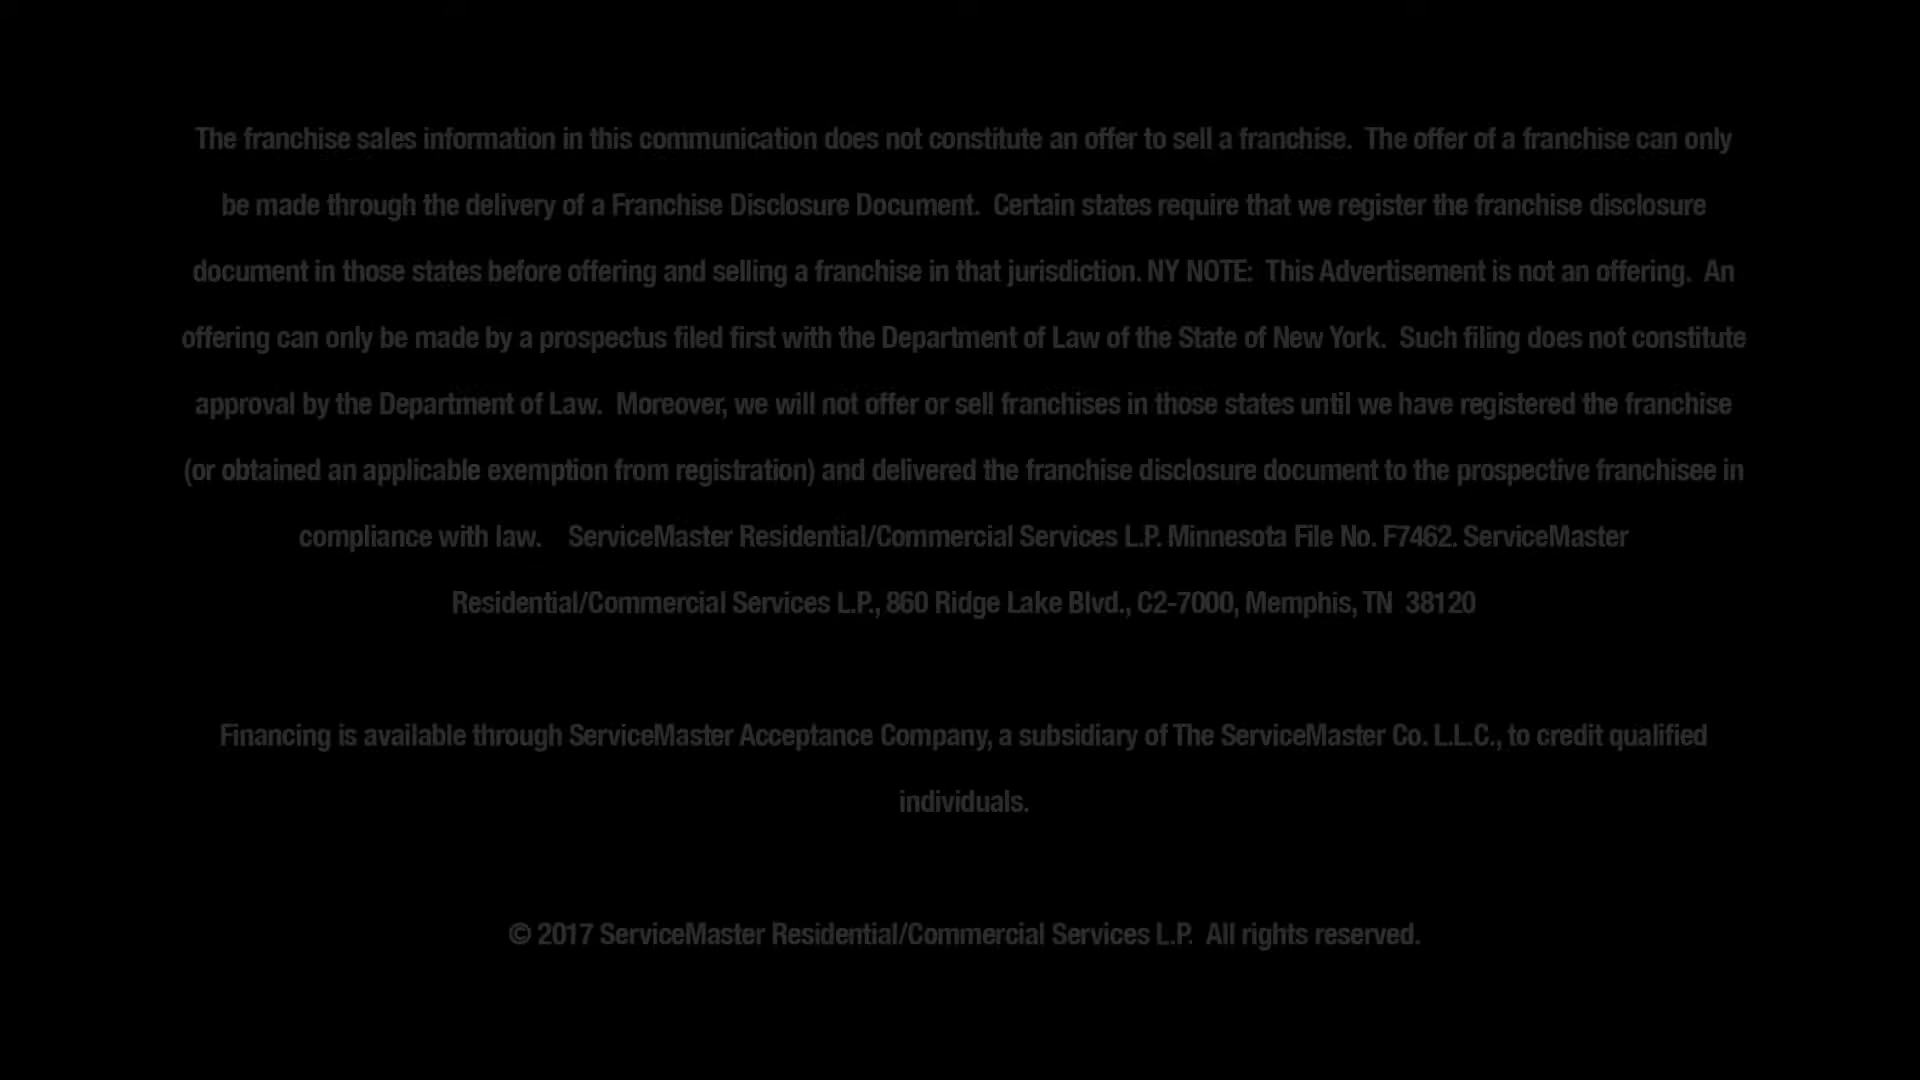 The franchise sales information in this communication does not constitute an offer to sell a franchise.  The offer of a franchise can only
be made through the delivery of a Franchise Disclosure Document.  Certain states require that we register the franchise disclosure
document in those states before offering and selling a franchise in that jurisdiction. NY NOTE:  This Advertisement is not an offering.  An
offering can only be made by a prospectus filed first with the Department of Law of the State of New York.  Such filing does not constitute
approval by the Department of Law.  Moreover, we will not offer or sell franchises in those states until we have registered the franchise
(or obtained an applicable exemption from registration) and delivered the franchise disclosure document to the prospective franchisee in
compliance with law.    ServiceMaster Residential/Commercial Services L.P. Minnesota File No. F7462. ServiceMaster
Residential/Commercial Services L.P., 860 Ridge Lake Blvd., C2-7000, Memphis, TN  38120
Financing is available through ServiceMaster Acceptance Company, a subsidiary of The ServiceMaster Co. L.L.C., to credit qualified
individuals.
© 2017 ServiceMaster Residential/Commercial Services L.P.  All rights reserved.